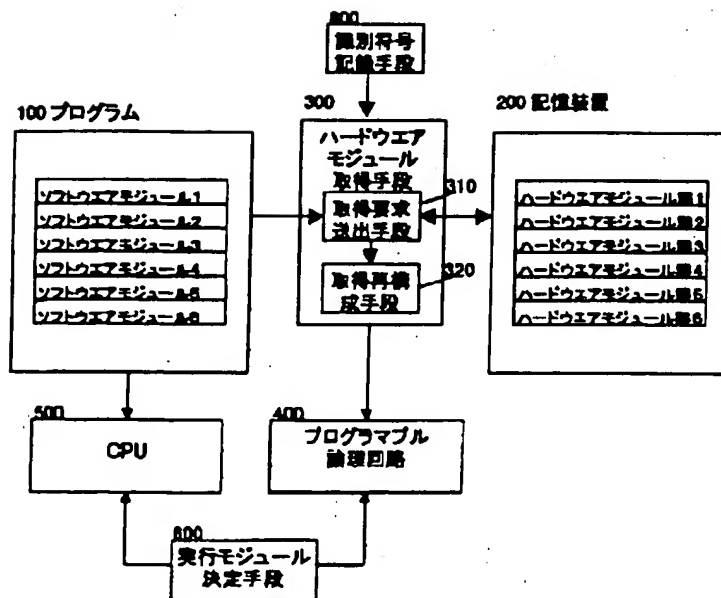 800
識別符号
記録手段
100 プログラム
ソフトウエアモジュール1
ソフトウエアモジュール2
ソフトウエアモジュール3
ソフトウエアモジュール4
ソフトウエアモジュール5
ソフトウエアモジュール6
300
ハードウエア
モジュール
取得手段
310
取得要求
送出手段
320
取得再構
成手段
200 記憶装置
ハードウエアモジュール群1
ハードウエアモジュール群2
ハードウエアモジュール群3
ハードウエアモジュール群4
ハードウエアモジュール群5
ハードウエアモジュール群6
500
CPU
400
プログラマブル
論理回路
600
実行モジュール
決定手段